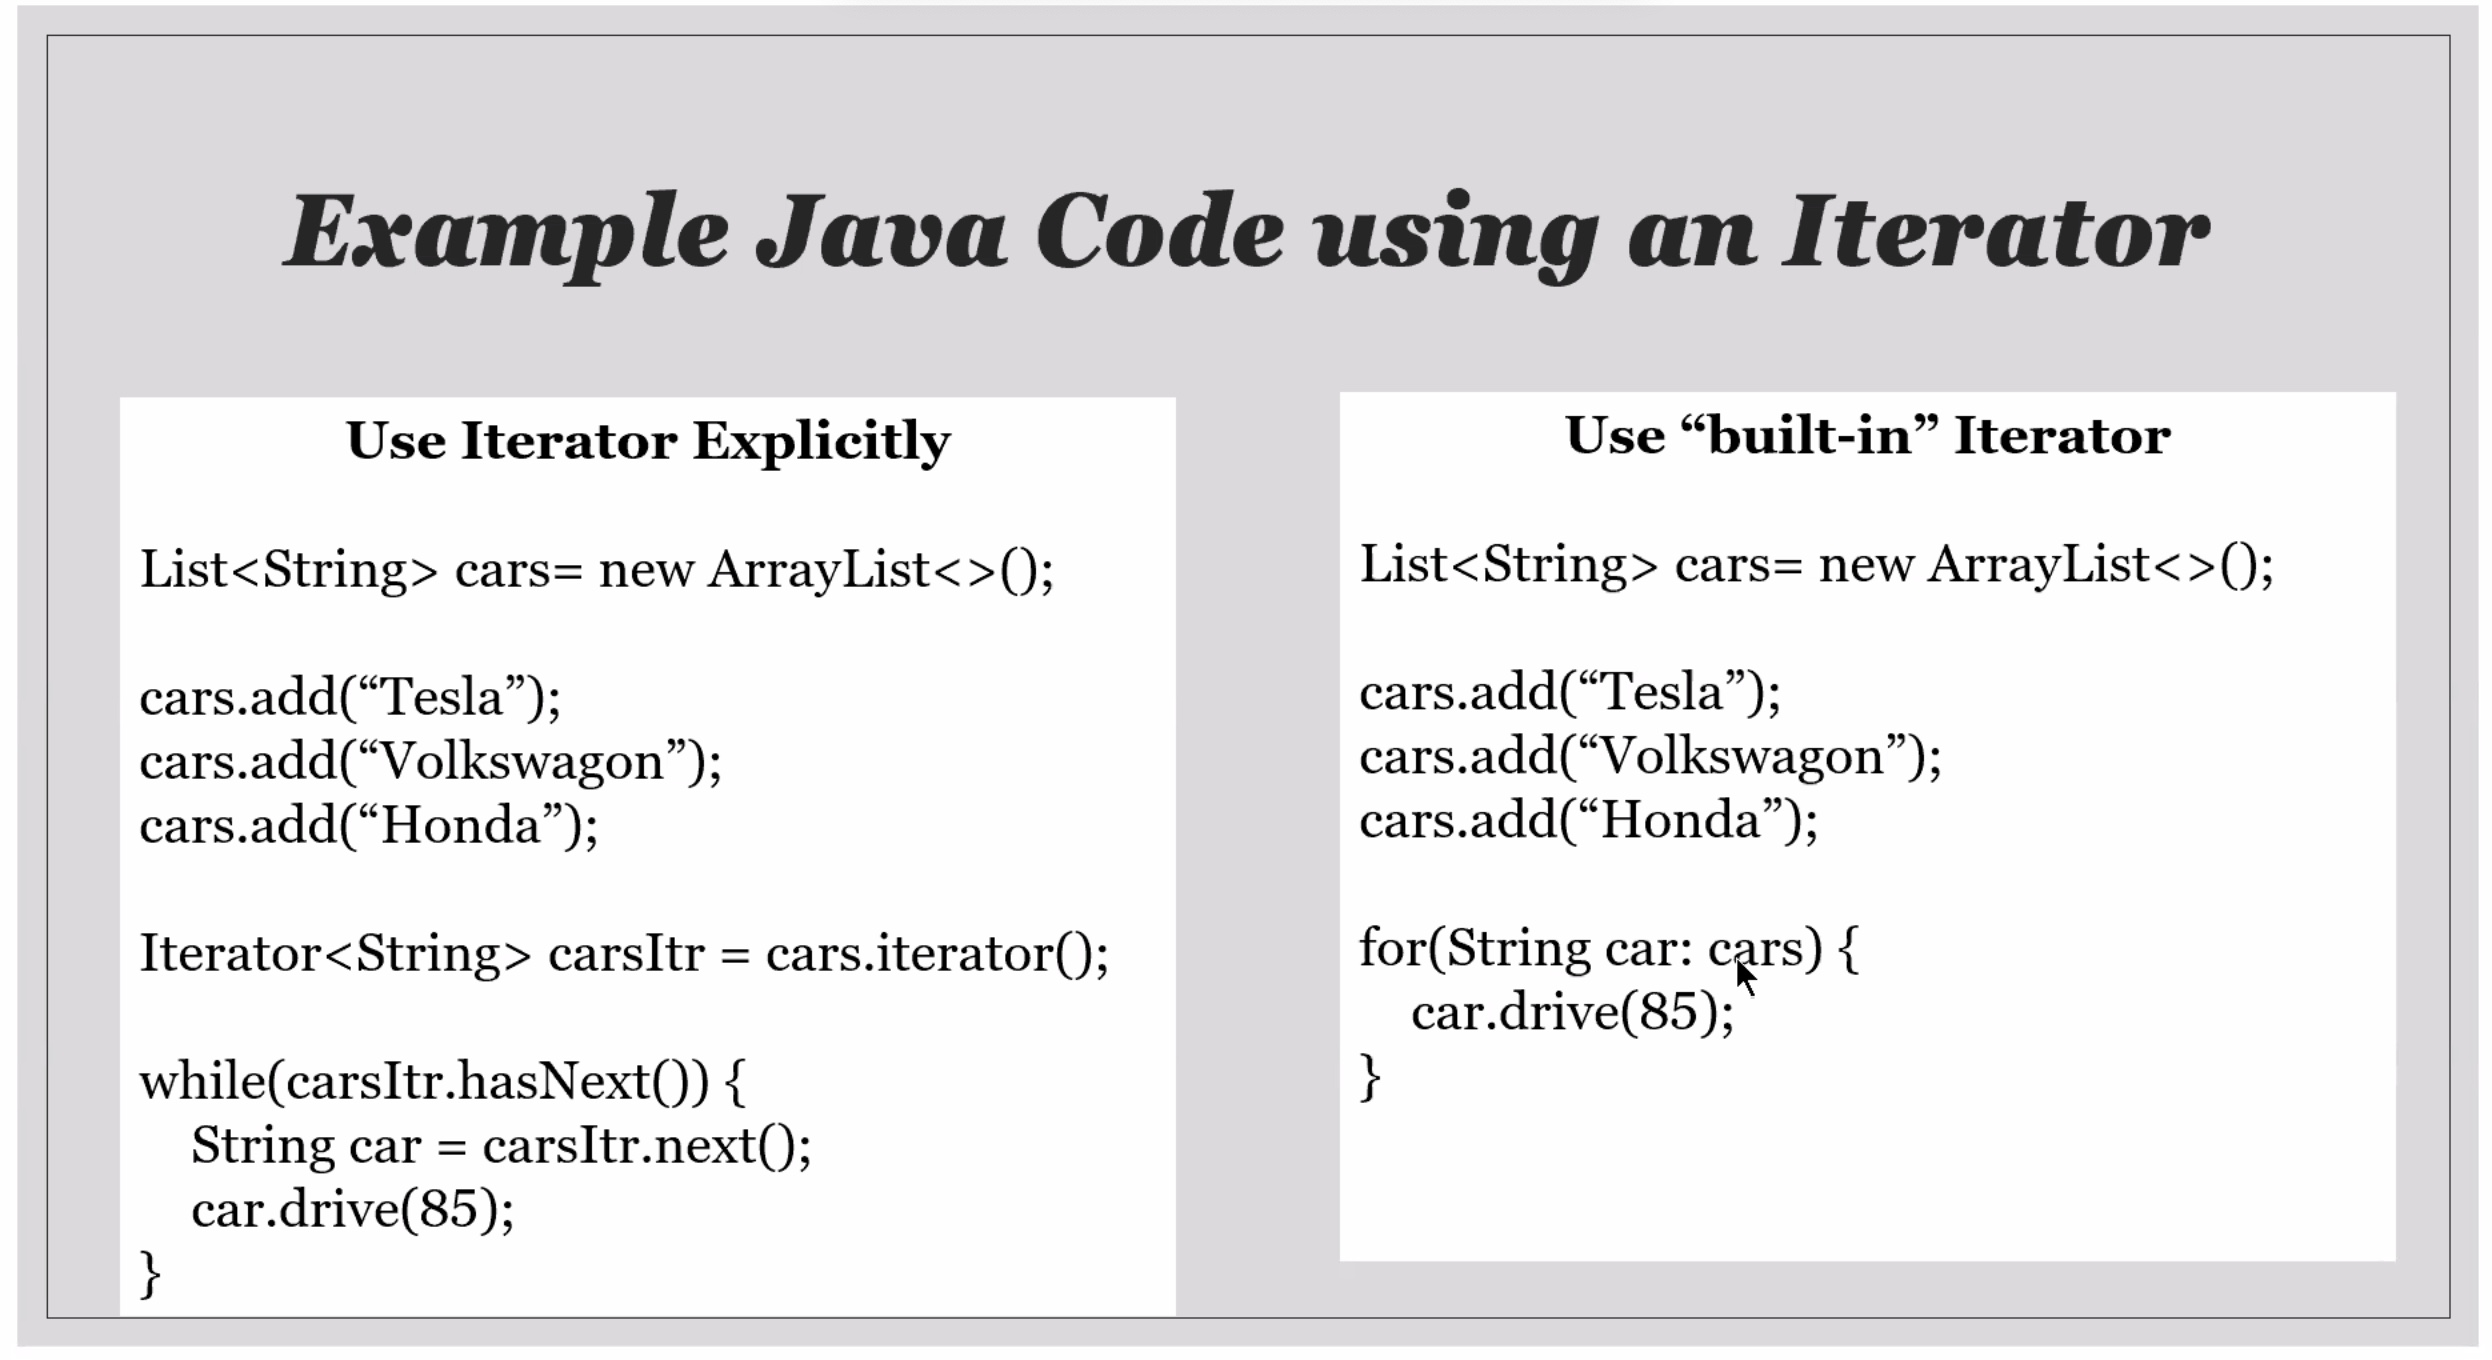 Example Java Code using an Iterator
Use Iterator Explicitly
List<String> cars= new ArrayList<>();
cars.add(“Tesla”);
cars.add(“Volkswagon”);
cars.add(“Honda”);
Iterator<String> carsItr = cars.iterator();
while(carsItr.hasNext()) {
String car = carsItr.next();
car.drive(85);
}
Use “built-in” Iterator
List<String> cars= new ArrayList<>();
cars.add(“Tesla”);
cars.add(“Volkswagon”);
cars.add(“Honda”);
for(String car: cars) {
car.drive(85);
}